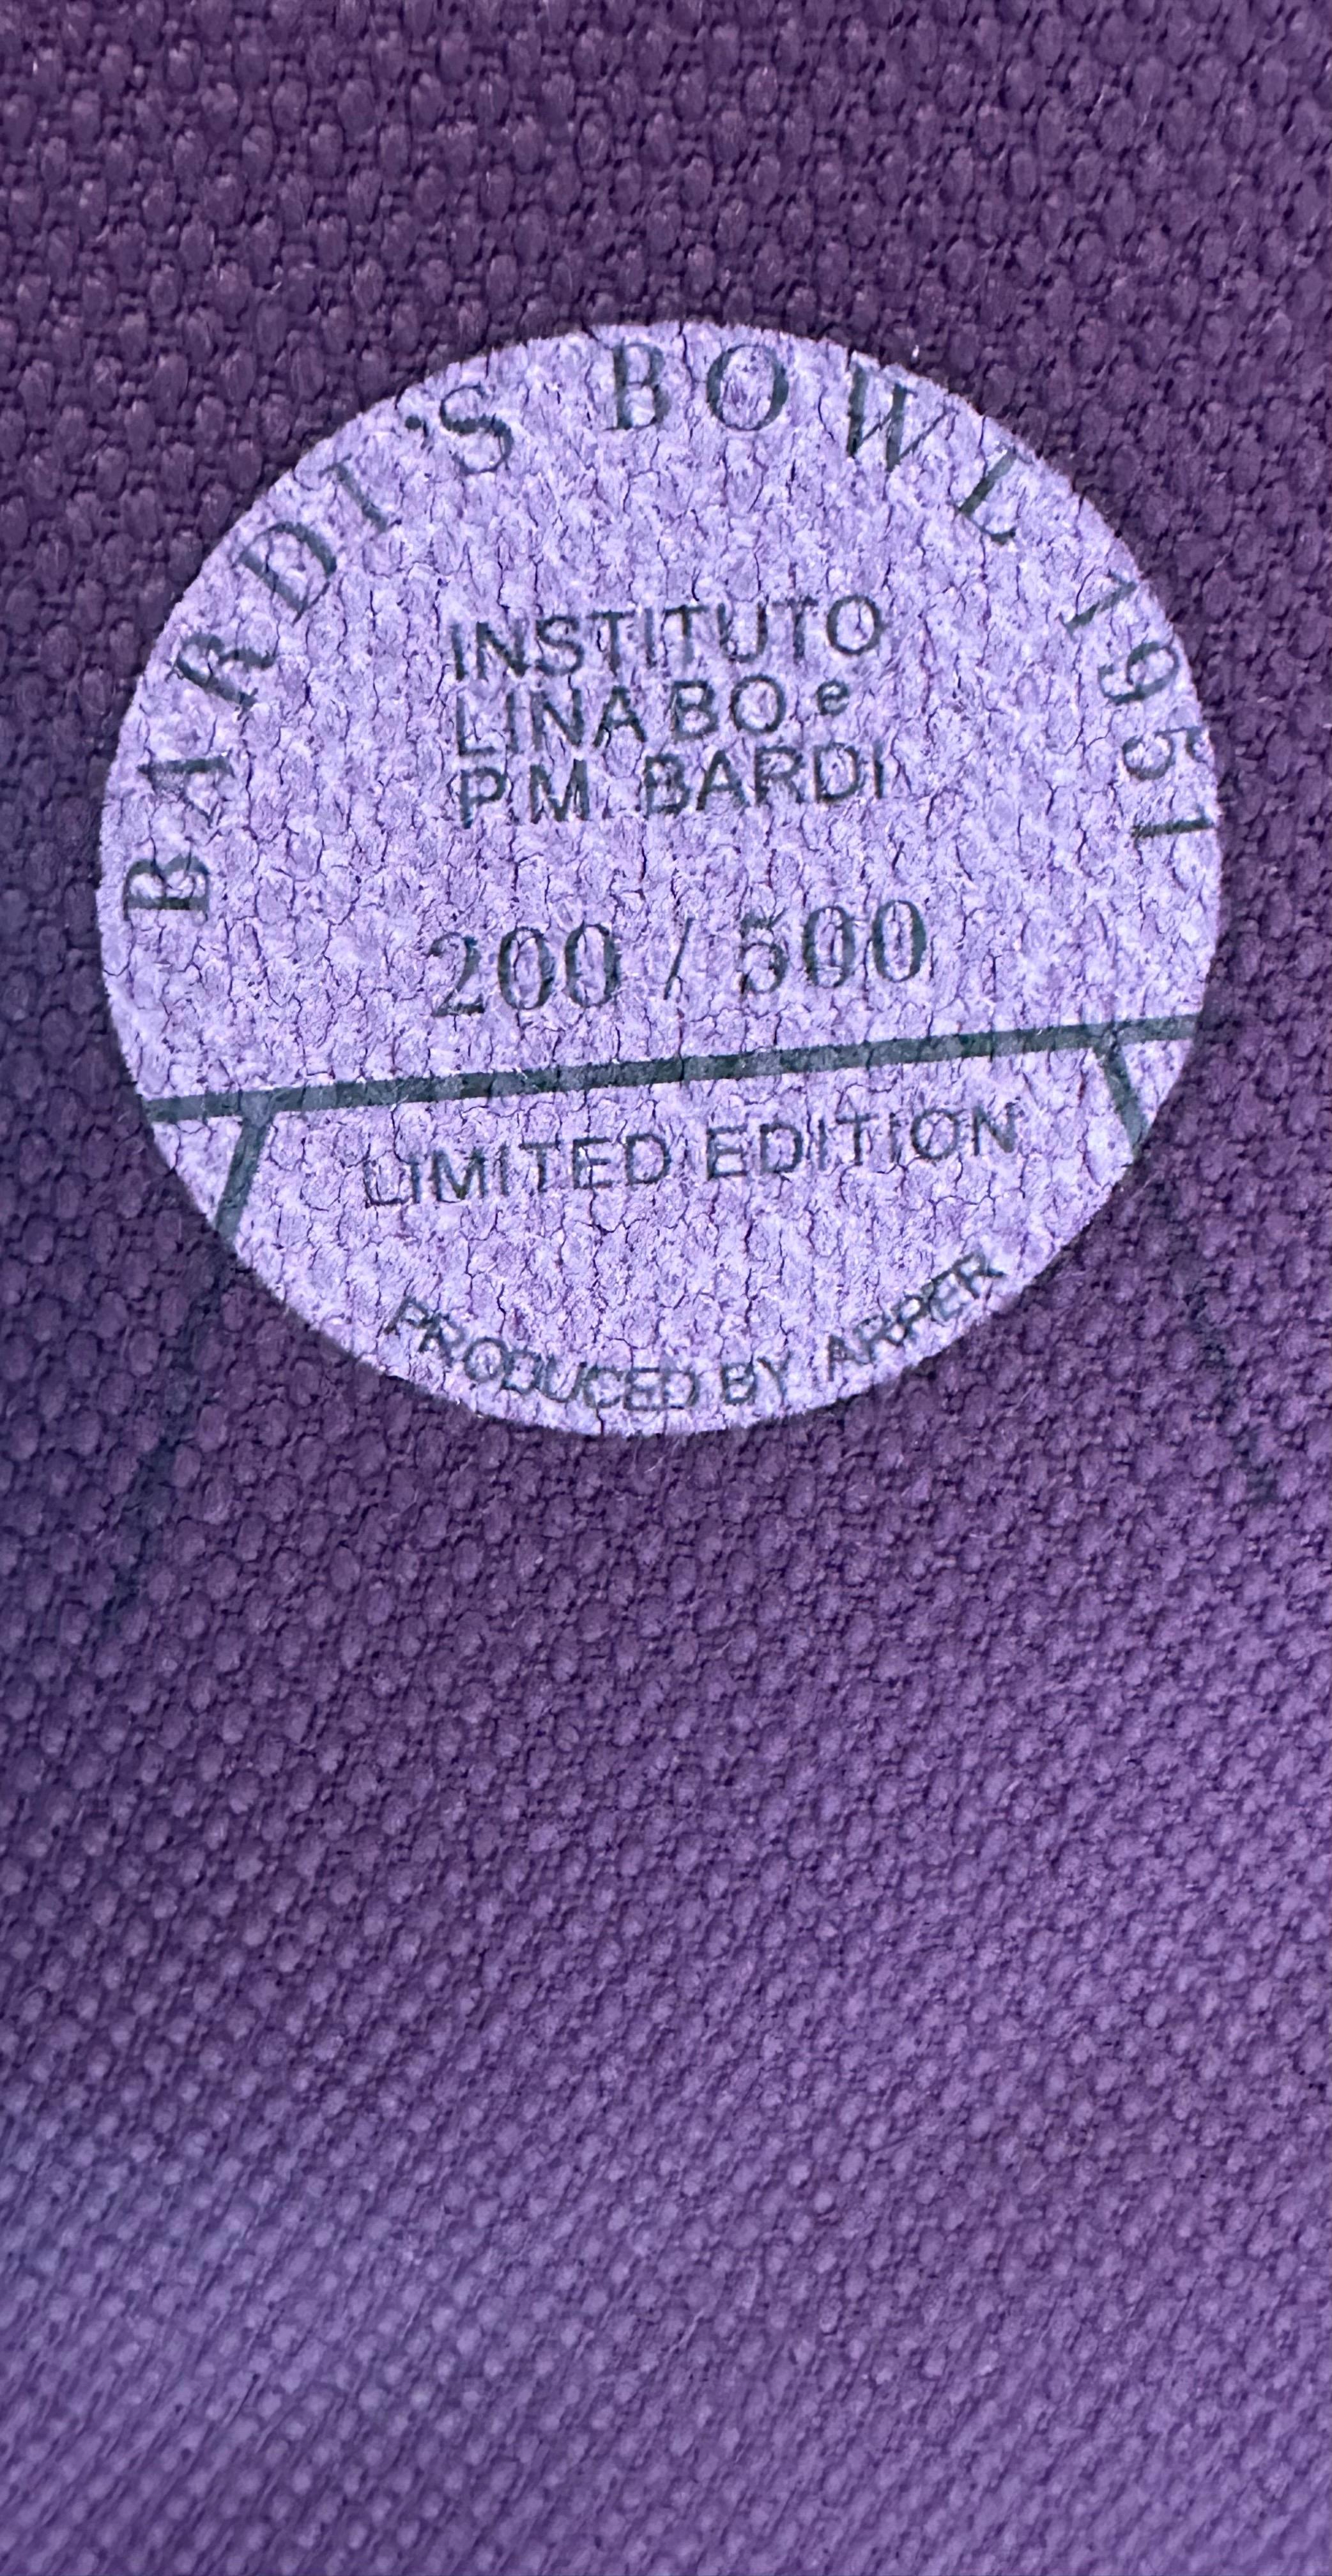 BARDI'S BOWL 1951
INSTITUTO
LINA BO e
P.M. BARDI
200 / 500
LIMITED EDITION
PRODUCED BY ARPER